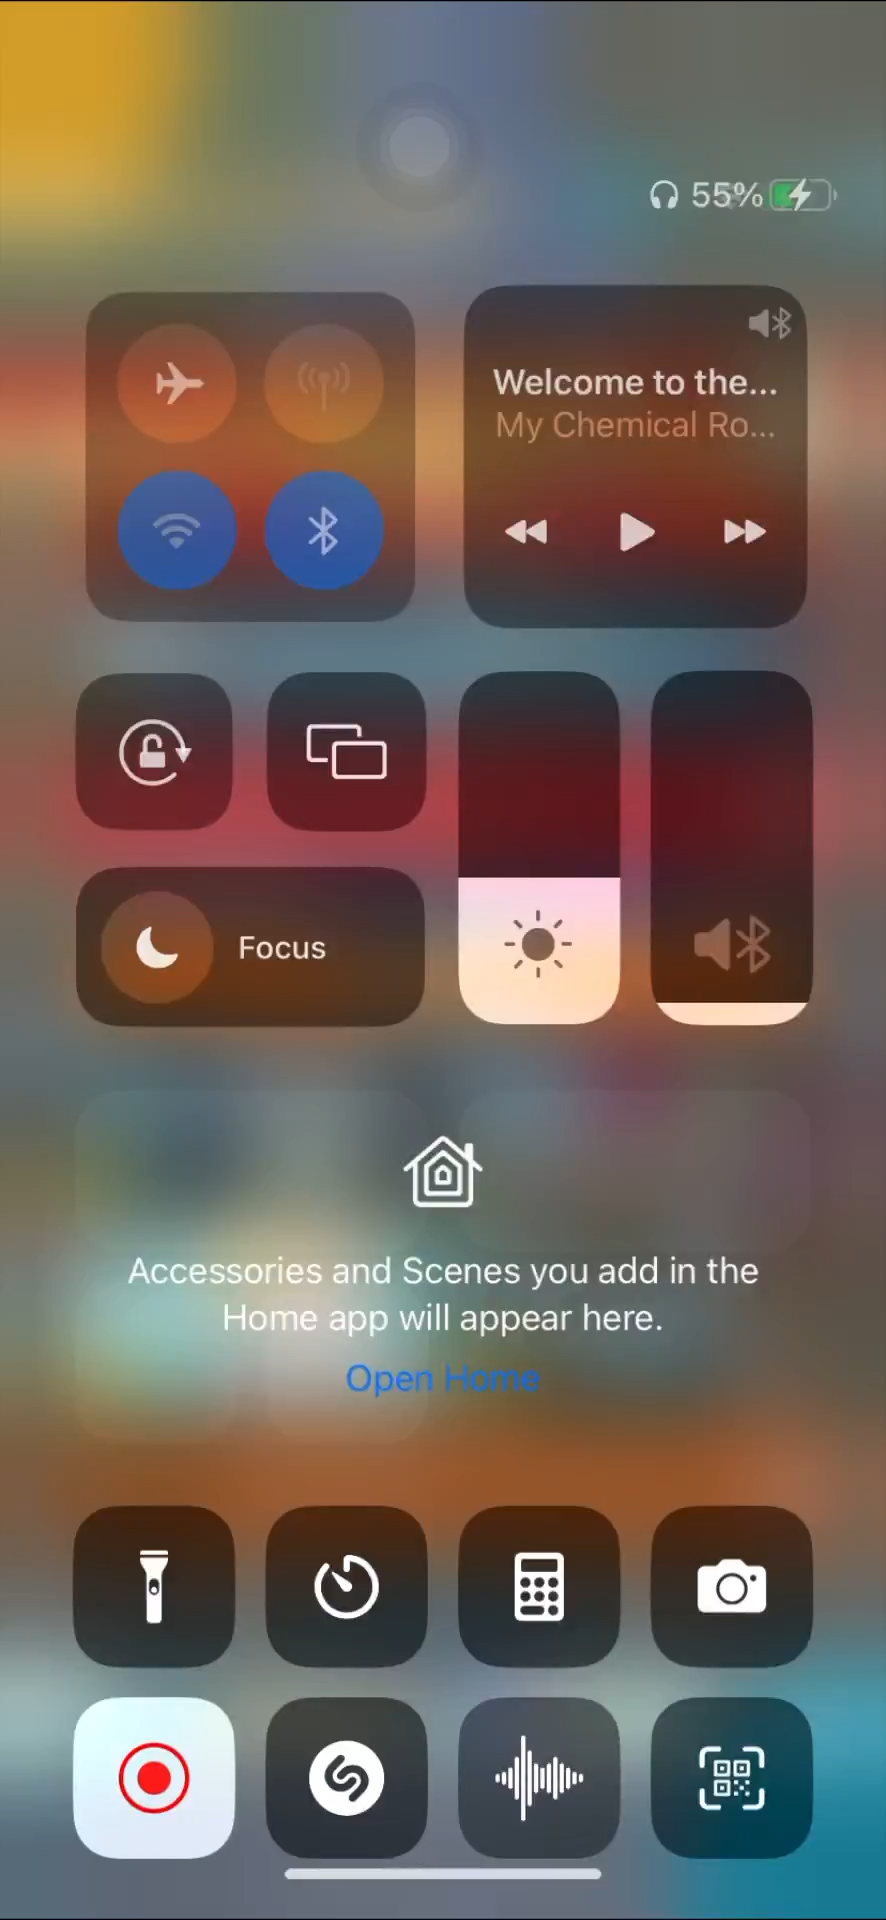 55%
Welcome to the...
My Chemical Ro...
Focus
Accessories and Scenes you add in the
Home app will appear here.
Open Home